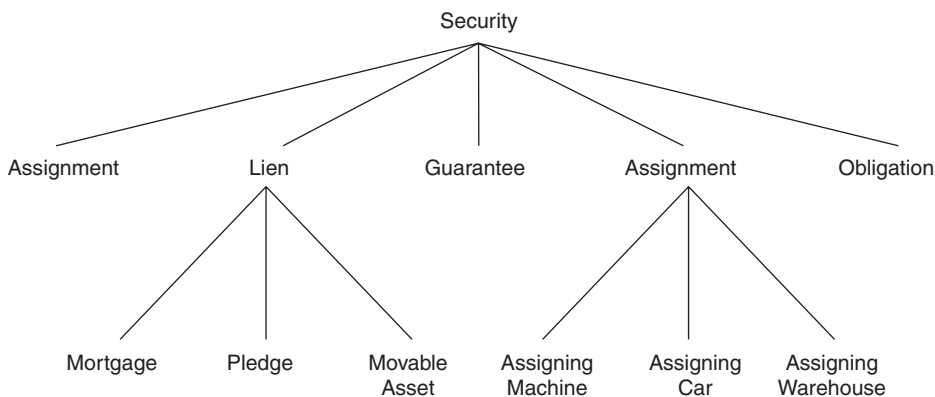 Security
Assignment Lien Guarantee Assignment Obligation
Mortgage Pledge Movable Assigning Assigning Assigning
Asset Machine Car Warehouse